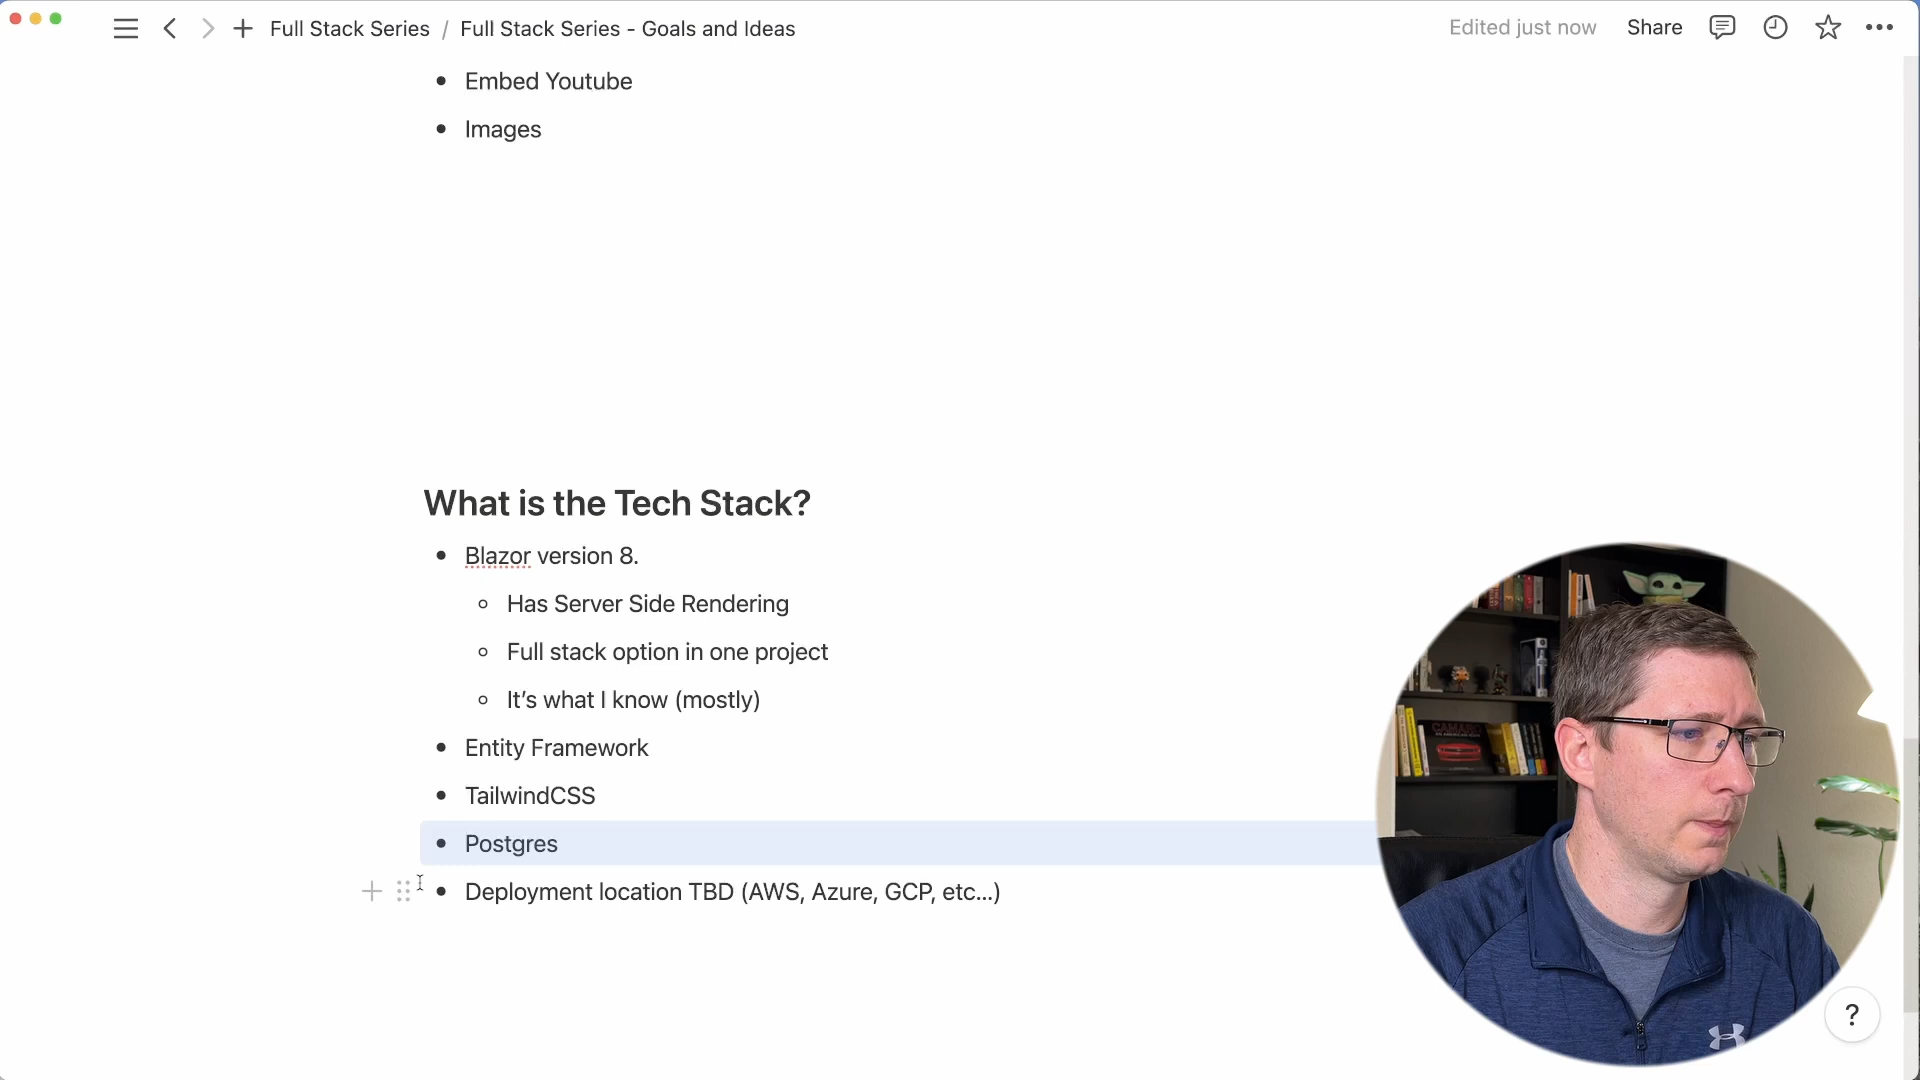 Full Stack Series / Full Stack Series - Goals and Ideas
Edited just now
Share
Embed Youtube
Images
What is the Tech Stack?
Blazor version 8.
Has Server Side Rendering
Full stack option in one project
It's what I know (mostly)
Entity Framework
TailwindCSS
Postgres
Deployment location TBD (AWS, Azure, GCP, etc...)
CAMARO
?